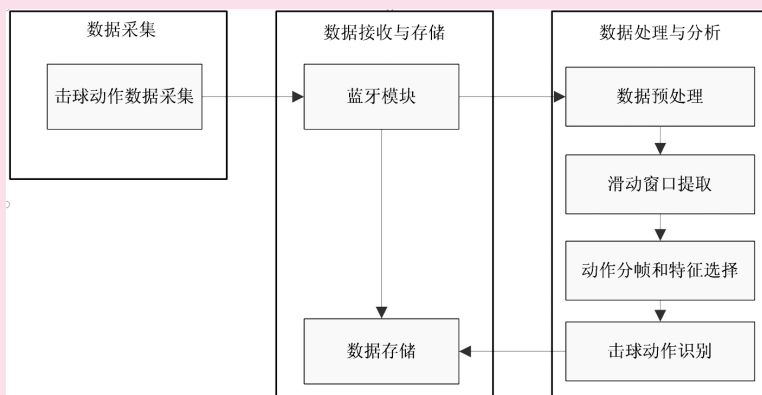 数据采集
击球动作数据采集
数据接收与存储
蓝牙模块
数据存储
数据处理与分析
数据预处理
滑动窗口提取
动作分帧和特征选择
击球动作识别